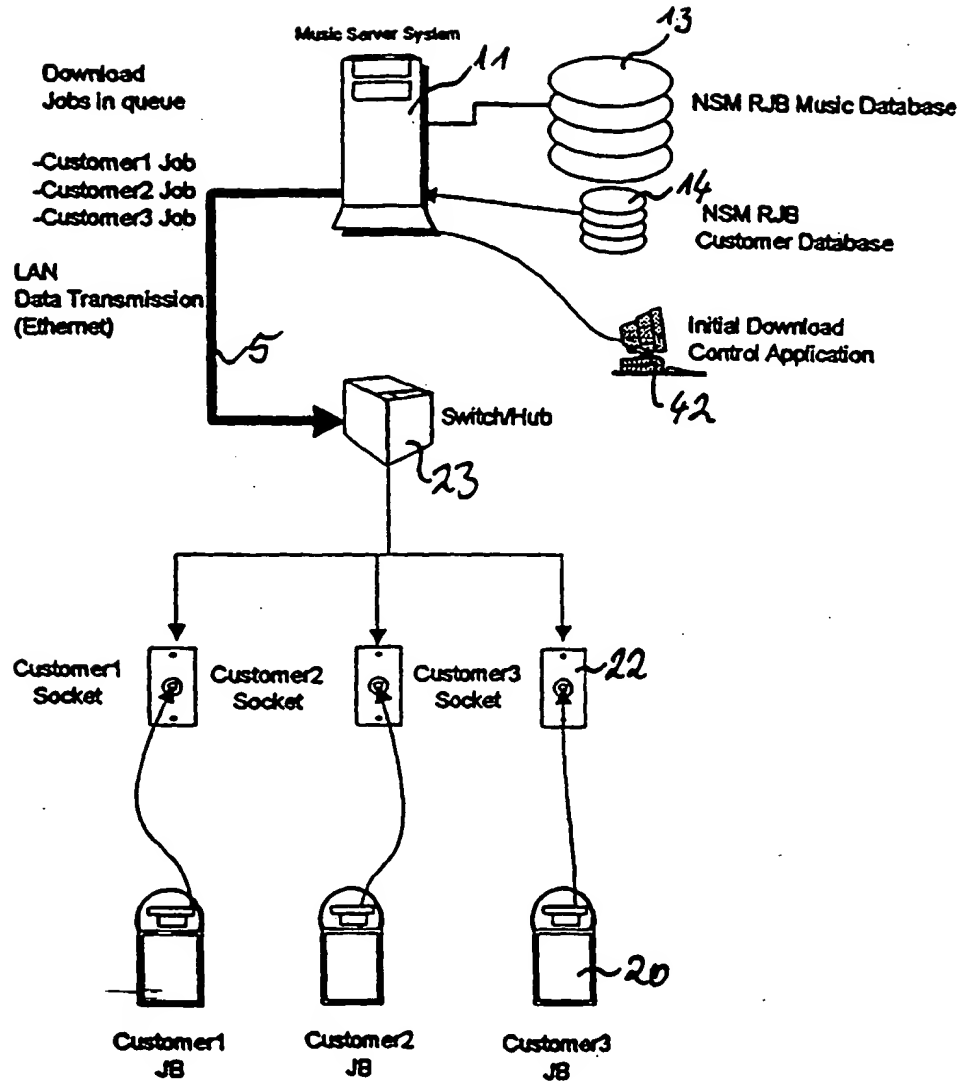 Music Server System
11
13
Download
Jobs in queue
-Customer1 Job
-Customer2 Job
-Customer3 Job
NSM RJB Music Database
14
NSM RJB
Customer Database
LAN
Data Transmission
(Ethernet)
5
Initial Download
Control Application
42
Switch/Hub
23
Customer1
Socket
Customer2
Socket
Customer3
Socket
22
20
Customer1
JB
Customer2
JB
Customer3
JB